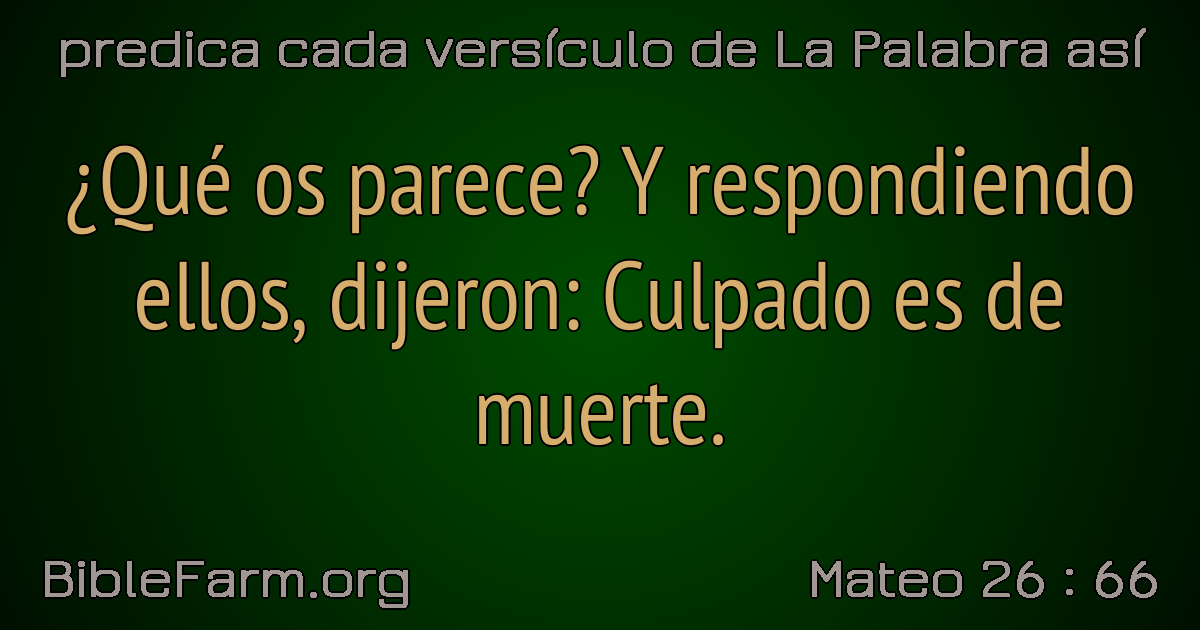 predica cada versículo de La Palabra así
¿Qué os parece? Y respondiendo
ellos, dijeron: Culpado es de
muerte.
BibleFarm.org
Mateo 26 : 66